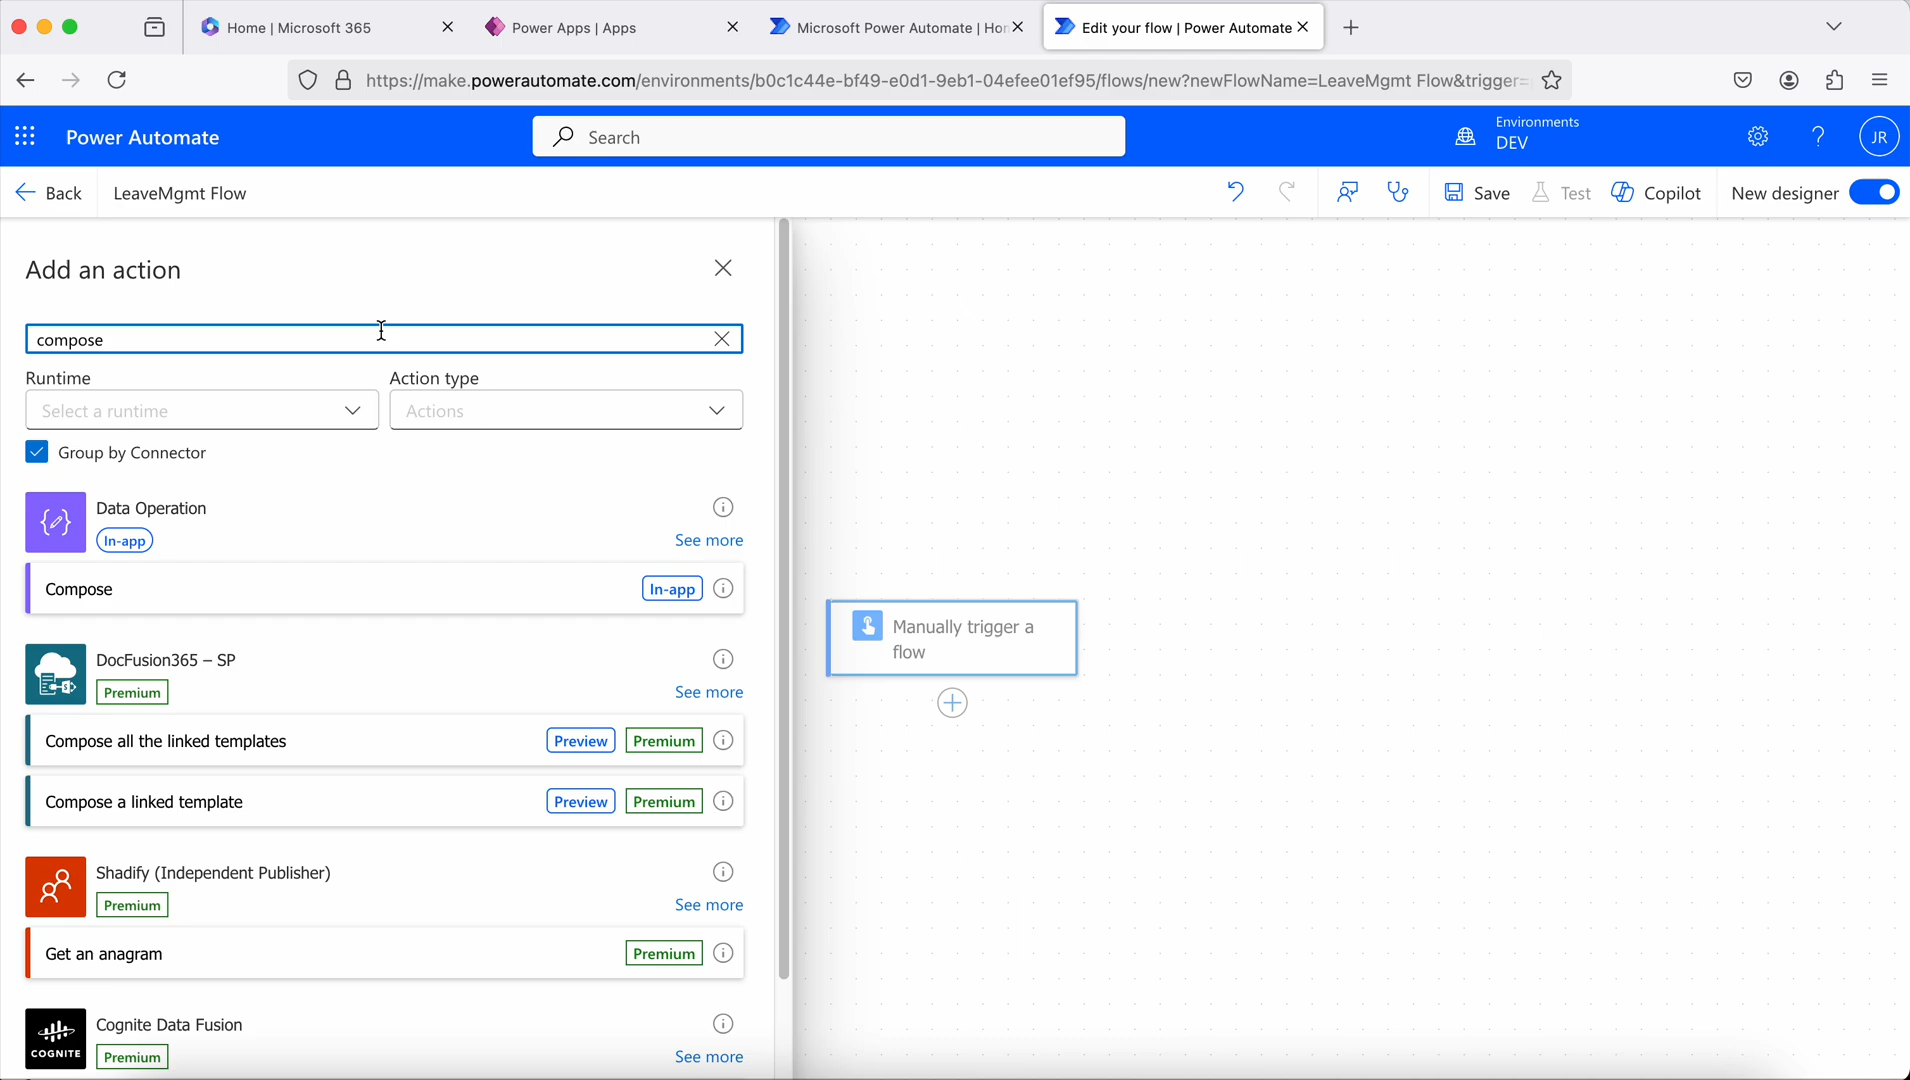 Home | Microsoft 365
Power Apps | Apps
Microsoft Power Automate | Hor
Edit your flow | Power Automate
https://make.powerautomate.com/environments/b0c1c44e-bf49-e0d1-9eb1-04efee01ef95/flows/new?newFlowName=LeaveMgmt Flow&trigger=
Power Automate
Search
Environments
DEV
JR
Back
LeaveMgmt Flow
Save
Test
Copilot
New designer
Add an action
compose
Runtime
Action type
Select a runtime
Actions
Group by Connector
Data Operation
In-app
See more
Compose
In-app
DocFusion365 – SP
Premium
See more
Compose all the linked templates
Preview
Premium
Compose a linked template
Preview
Premium
Shadify (Independent Publisher)
Premium
See more
Get an anagram
Premium
Cognite Data Fusion
COGNITE
Premium
See more
Manually trigger a
flow